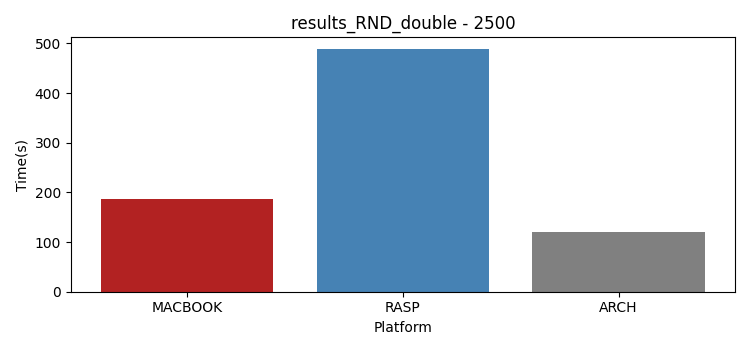 results_RND_double - 2500
500
400
300
200
100
0
Time(s)
MACBOOK RASP ARCH
Platform